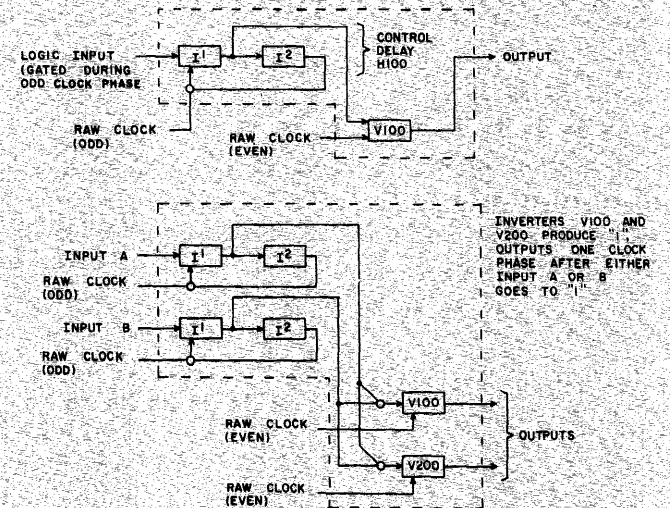 LOGIC INPUT
(GATED DURING
ODD CLOCK PHASE
I1
I2
CONTROL
DELAY
H100
OUTPUT
RAW CLOCK
(ODD)
RAW CLOCK
(EVEN)
V100
INPUT A
I1
I2
RAW CLOCK
(ODD)
INPUT B
I1
I2
RAW CLOCK
(ODD)
INVERTERS V100 AND
V200 PRODUCE "1"
OUTPUTS ONE CLOCK
PHASE AFTER EITHER
INPUT A OR B
GOES TO "1"
V100
RAW CLOCK
(EVEN)
OUTPUTS
V200
RAW CLOCK
(EVEN)